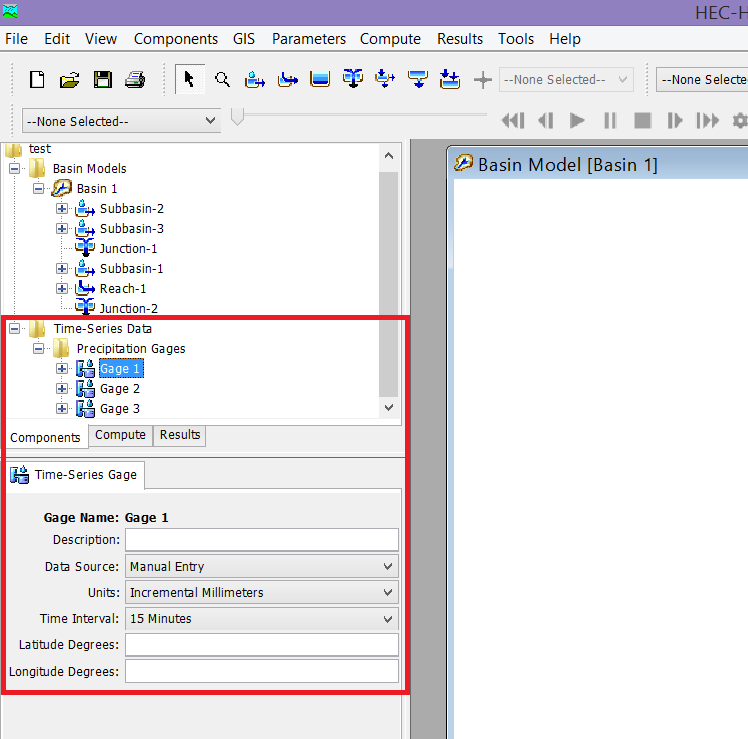 HEC-H
File Edit View Components GIS Parameters Compute Results Tools Help
--None Selected-- --None Selecte
--None Selected--
test
Basin Models
Basin 1
Subbasin-2
Subbasin-3
Junction-1
Subbasin-1
Reach-1
Junction-2
Time-Series Data
Precipitation Gages
Gage 1
Gage 2
Gage 3
Components Compute Results
Time-Series Gage
Gage Name: Gage 1
Description:
Data Source: Manual Entry
Units: Incremental Millimeters
Time Interval: 15 Minutes
Latitude Degrees:
Longitude Degrees:
Basin Model [Basin 1]